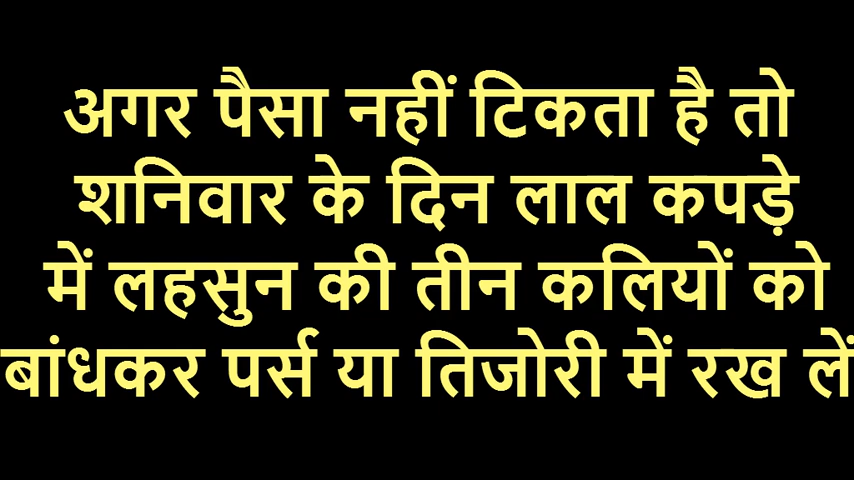 अगर पैसा नहीं टिकता है तो
शनिवार के दिन लाल कपड़े
में लहसुन की तीन कलियों को
बांधकर पर्स या तिजोरी में रख लें